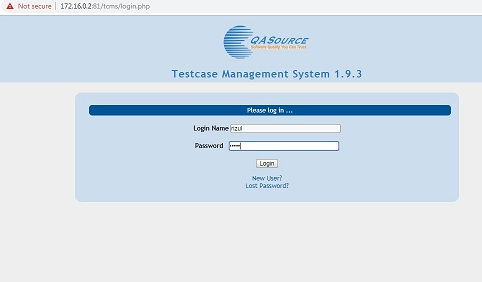 Not secure | 172.16.0.2:81/tcms/login.php
QASource
Software Quality You Can Trust
Testcase Management System 1.9.3
Please log in ...
Login Name
Password •••••
Login
New User?
Lost Password?